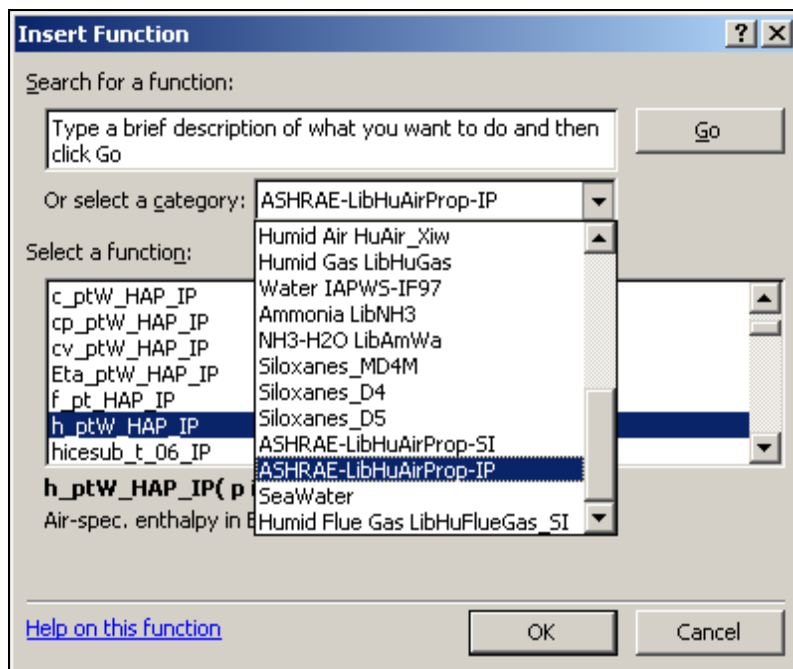 Insert Function
Search for a function:
Type a brief description of what you want to do and then
click Go
Go
Or select a category: ASHRAE-LibHuAirProp-IP
Humid Air HuAir_Xiw
Humid Gas LibHuGas
Water IAPWS-IF97
Ammonia LibNH3
NH3-H2O LibAmWa
Siloxanes_MD4M
Siloxanes_D4
Siloxanes_D5
ASHRAE-LibHuAirProp-SI
ASHRAE-LibHuAirProp-IP
SeaWater
Humid Flue Gas LibHuFlueGas_SI
Select a function:
c_ptW_HAP_IP
cp_ptW_HAP_IP
cv_ptW_HAP_IP
Eta_ptW_HAP_IP
f_pt_HAP_IP
h_ptW_HAP_IP
hicesub_t_06_IP
h_ptW_HAP_IP( p
Air-spec. enthalpy in
Help on this function
OK
Cancel